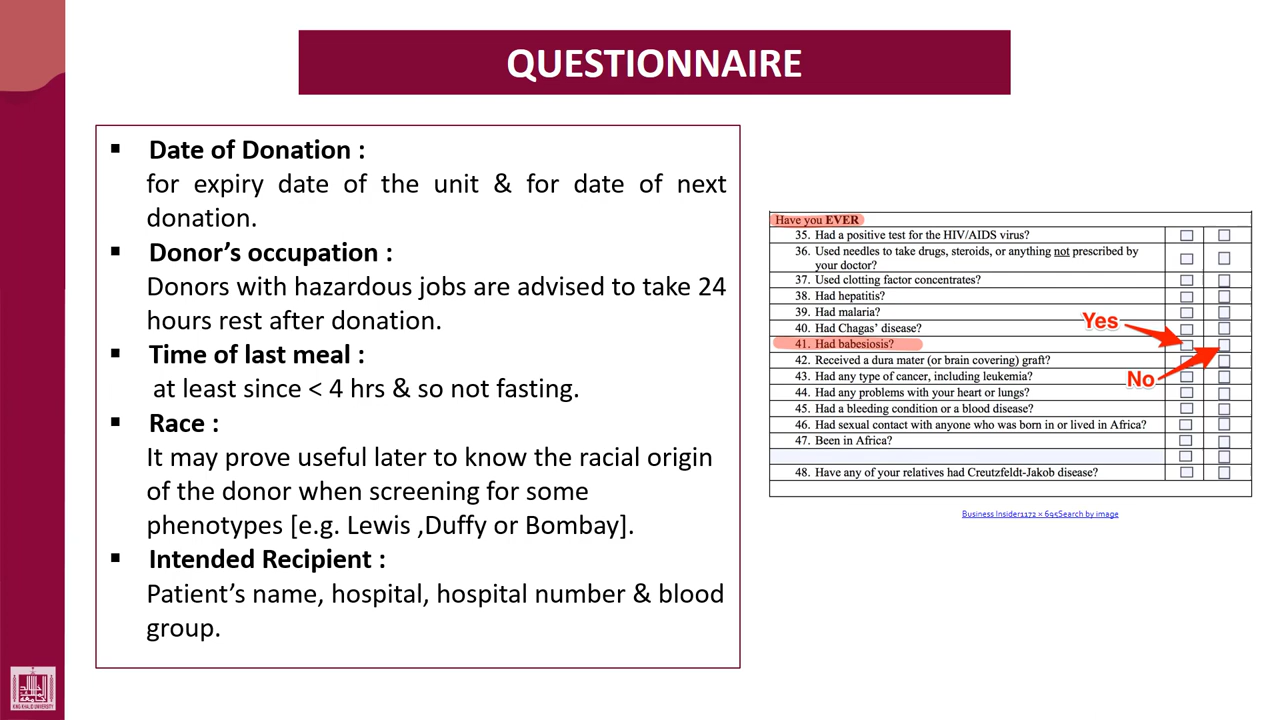 QUESTIONNAIRE
▪ Date of Donation :
for expiry date of the unit & for date of next
donation.
▪ Donor’s occupation :
Donors with hazardous jobs are advised to take 24
hours rest after donation.
▪ Time of last meal :
at least since < 4 hrs & so not fasting.
▪ Race :
It may prove useful later to know the racial origin
of the donor when screening for some
phenotypes [e.g. Lewis ,Duffy or Bombay].
▪ Intended Recipient :
Patient’s name, hospital, hospital number & blood
group.
Have you EVER
35. Had a positive test for the HIV/AIDS virus?
36. Used needles to take drugs, steroids, or anything not prescribed by
your doctor?
37. Used clotting factor concentrates?
38. Had hepatitis?
39. Had malaria?
40. Had Chagas’ disease?
41. Had babesiosis?
42. Received a dura mater (or brain covering) graft?
43. Had any type of cancer, including leukemia?
44. Had any problems with your heart or lungs?
45. Had a bleeding condition or a blood disease?
46. Had sexual contact with anyone who was born in or lived in Africa?
47. Been in Africa?
48. Have any of your relatives had Creutzfeldt-Jakob disease?
Yes
No
Business Insider1172 × 695Search by image
KING KHALID UNIVERSITY